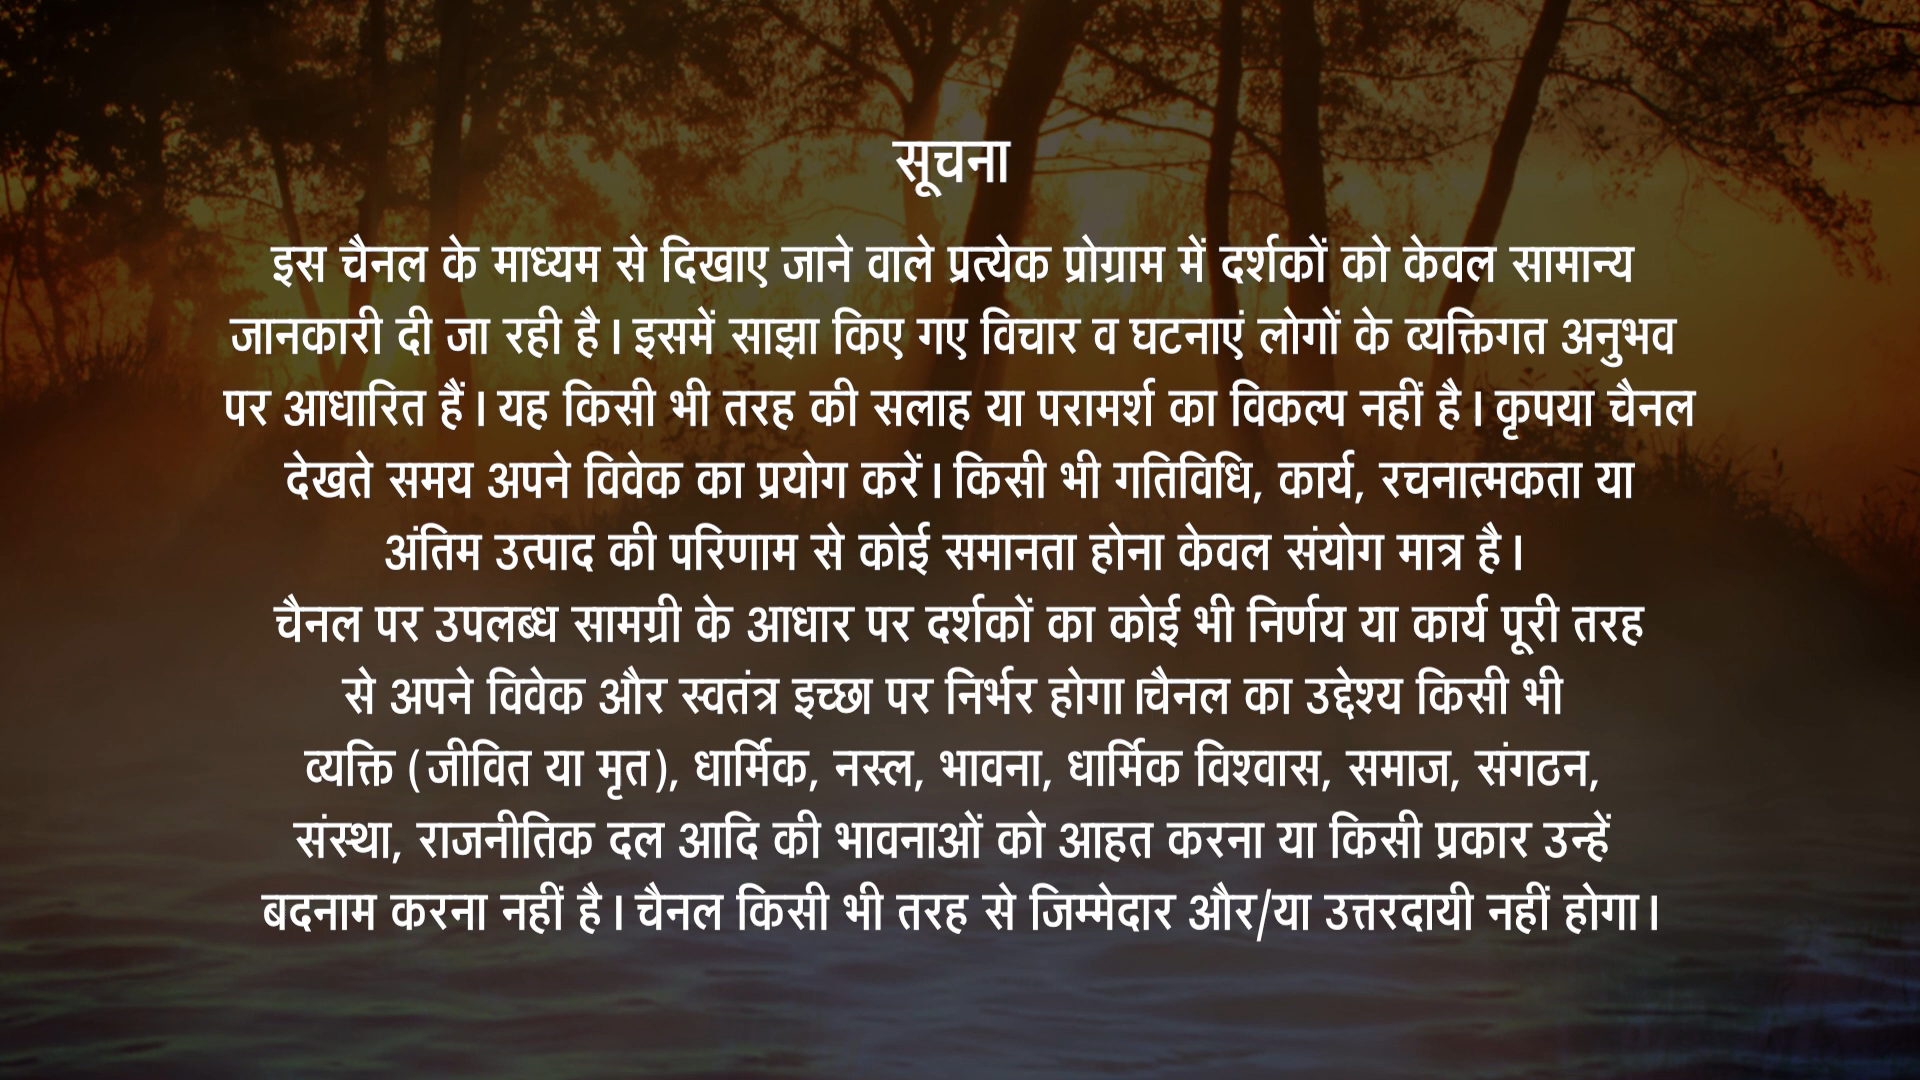 सूचना
इस चैनल के माध्यम से दिखाए जाने वाले प्रत्येक प्रोग्राम में दर्शकों को केवल सामान्य
जानकारी दी जा रही है। इसमें साझा किए गए विचार व घटनाएं लोगों के व्यक्तिगत अनुभव
पर आधारित हैं। यह किसी भी तरह की सलाह या परामर्श का विकल्प नहीं है। कृपया चैनल
देखते समय अपने विवेक का प्रयोग करें। किसी भी गतिविधि, कार्य, रचनात्मकता या
अंतिम उत्पाद की परिणाम से कोई समानता होना केवल संयोग मात्र है।
चैनल पर उपलब्ध सामग्री के आधार पर दर्शकों का कोई भी निर्णय या कार्य पूरी तरह
से अपने विवेक और स्वतंत्र इच्छा पर निर्भर होगा।चैनल का उद्देश्य किसी भी
व्यक्ति (जीवित या मृत), धार्मिक, नस्ल, भावना, धार्मिक विश्वास, समाज, संगठन,
संस्था, राजनीतिक दल आदि की भावनाओं को आहत करना या किसी प्रकार उन्हें
बदनाम करना नहीं है। चैनल किसी भी तरह से जिम्मेदार और/या उत्तरदायी नहीं होगा।